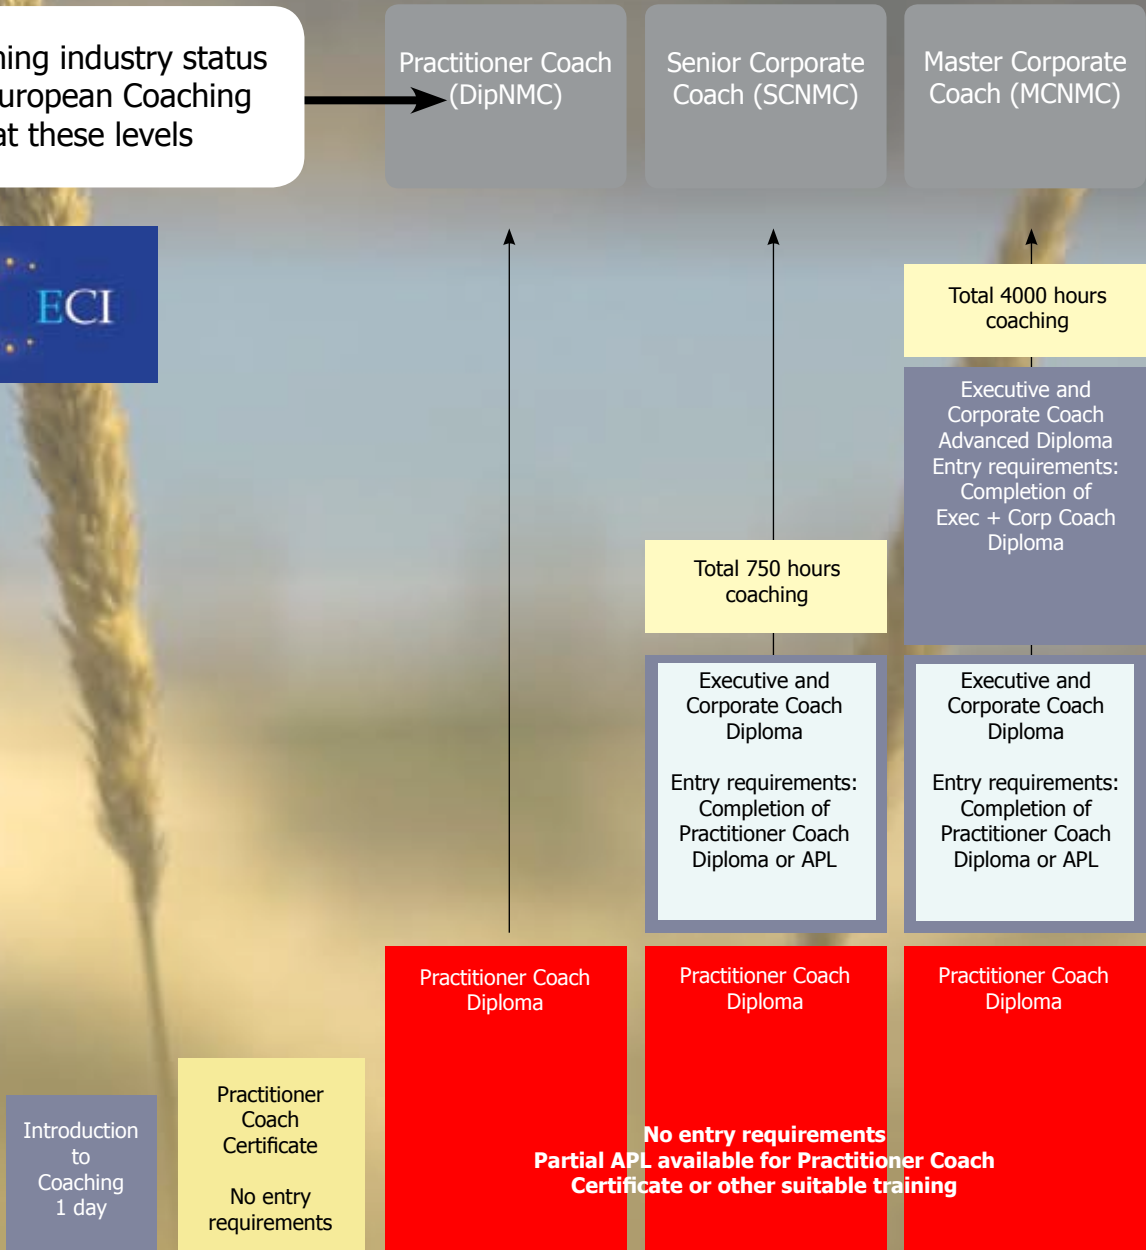 ning industry status
uropean Coaching
at these levels
Practitioner Coach
(DipNMC)
Senior Corporate
Coach (SCNMC)
Master Corporate
Coach (MCNMC)
ECI
Total 4000 hours
coaching
Executive and
Corporate Coach
Advanced Diploma
Entry requirements:
Completion of
Exec + Corp Coach
Diploma
Total 750 hours
coaching
Executive and
Corporate Coach
Diploma
Entry requirements:
Completion of
Practitioner Coach
Diploma or APL
Executive and
Corporate Coach
Diploma
Entry requirements:
Completion of
Practitioner Coach
Diploma or APL
Practitioner Coach
Diploma
Practitioner Coach
Diploma
Practitioner Coach
Diploma
Introduction
to
Coaching
1 day
Practitioner
Coach
Certificate
No entry
requirements
No entry requirements
Partial APL available for Practitioner Coach
Certificate or other suitable training